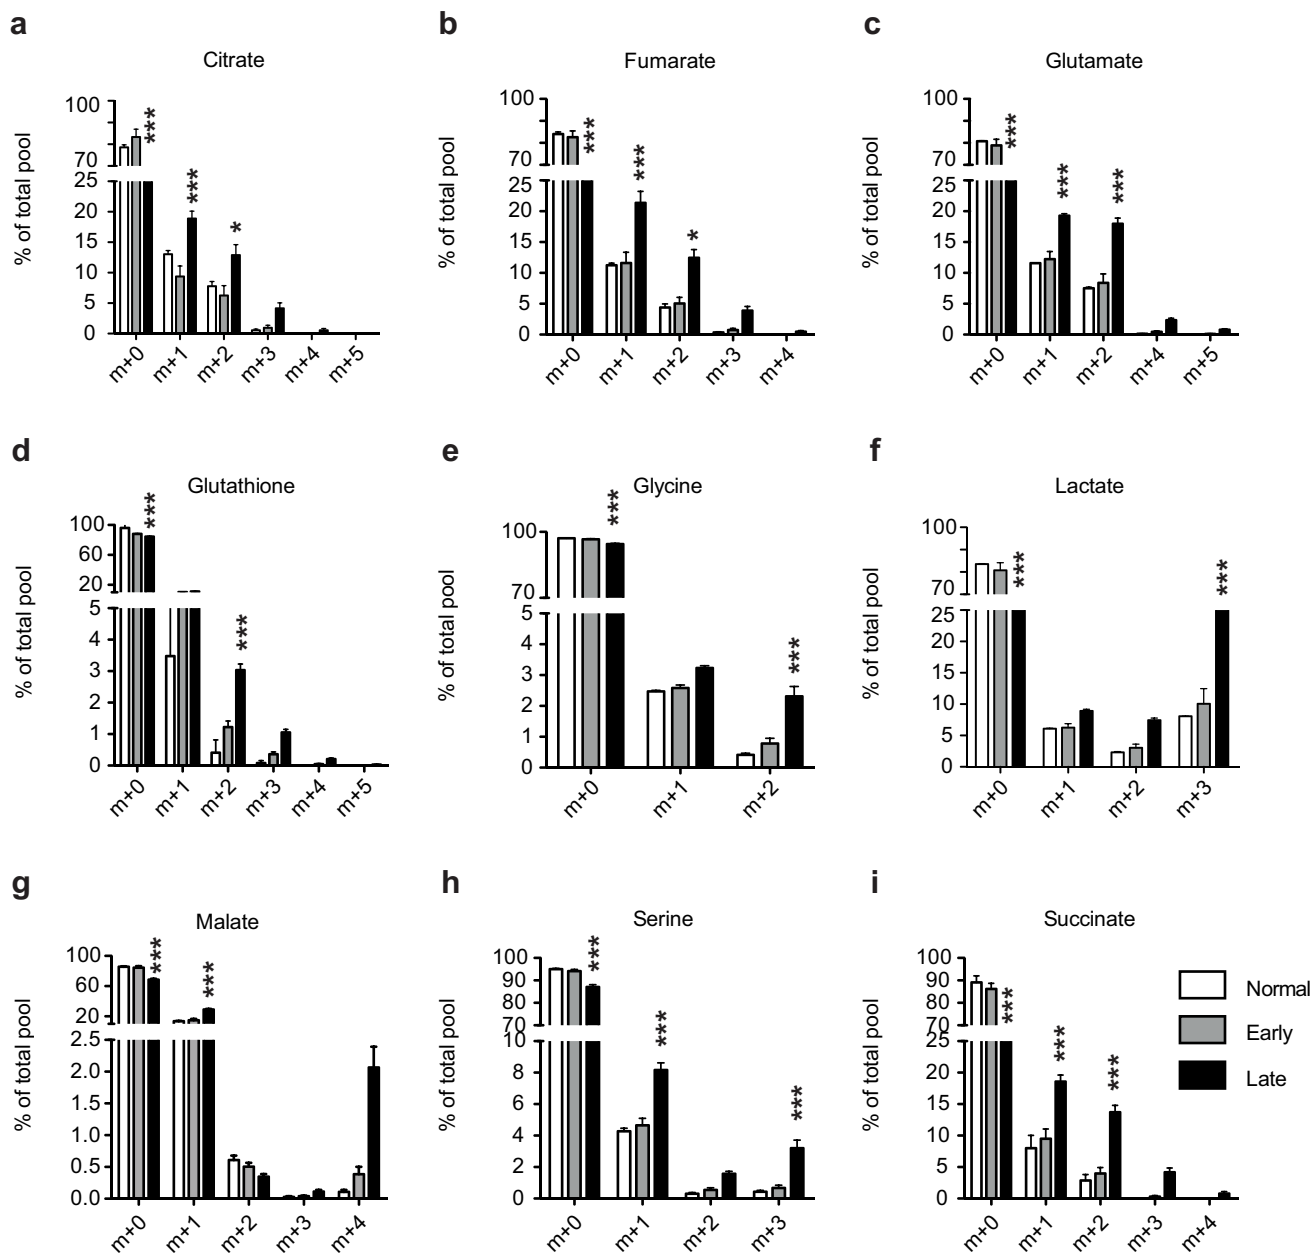 a
Citrate
% of total pool
100
70
25
20
15
10
5
0
***
***
*
m+0
m+1
m+2
m+3
m+4
m+5
b
Fumarate
% of total pool
100
70
25
20
15
10
5
0
***
***
*
m+0
m+1
m+2
m+3
m+4
c
Glutamate
% of total pool
100
70
25
20
15
10
5
0
***
***
***
m+0
m+1
m+2
m+4
m+5
d
Glutathione
% of total pool
100
60
20
5
4
3
2
1
0
***
***
m+0
m+1
m+2
m+3
m+4
m+5
e
Glycine
% of total pool
100
70
5
4
3
2
1
0
***
***
m+0
m+1
m+2
f
Lactate
% of total pool
100
70
25
20
15
10
5
0
***
***
m+0
m+1
m+2
m+3
g
Malate
% of total pool
100
60
20
2.5
2.0
1.5
1.0
0.5
0.0
***
***
m+0
m+1
m+2
m+3
m+4
h
Serine
% of total pool
100
90
80
70
10
8
6
4
2
0
***
***
***
m+0
m+1
m+2
m+3
i
Succinate
% of total pool
100
90
80
70
25
20
15
10
5
0
***
***
***
m+0
m+1
m+2
m+3
m+4
Normal
Early
Late